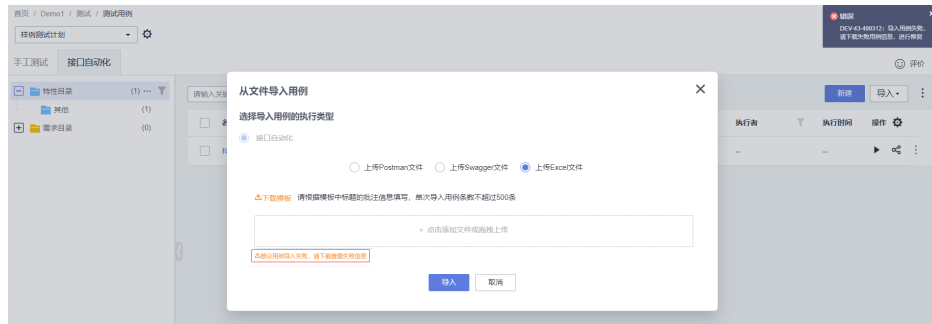 首页 / Demo1 / 测试 / 测试用例
错误
DEV-43-400312：导入用例失败，
请下载失败用例信息，进行修复
样例测试计划
手工测试 接口自动化
评价
特性目录 (1)
其他 (1)
需求目录 (0)
请输入关
新建 导入
执行者 执行时间 操作
--
--
从文件导入用例
选择导入用例的执行类型
接口自动化
上传Postman文件 上传Swagger文件 上传Excel文件
下载模板 请根据模板中标题的批注信息填写，单次导入用例条数不超过500条
+ 点击添加文件或拖拽上传
部分用例导入失败，请下载查看失败信息
导入 取消